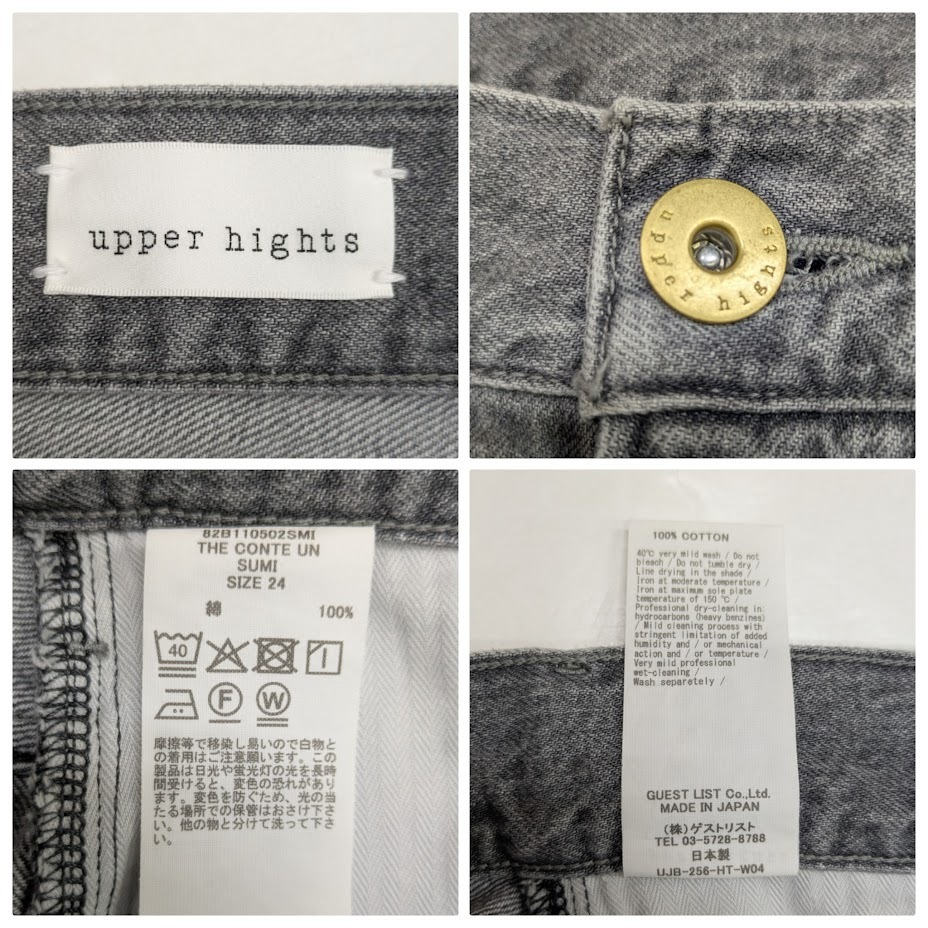 upper hights
upper hights
82B110502SMI
THE CONTE UN
SUMI
SIZE 24
綿 100%
40
F W
摩擦等で移染し易いので白物と
の着用はご注意願います。この
製品は日光や蛍光灯の光を長時
間受けると、変色の恐れがあり
ます。変色を防ぐため、光の当
たる場所での保管はおさけ下さ
い。他の物と分けて洗って下さ
い。
100% COTTON
40℃ very mild wash / Do not
bleach / Do not tumble dry /
Line drying in the shade /
Iron at moderate temperature /
Iron at maximum sole plate
temperature of 150 ℃ /
Professional dry-cleaning in:
hydrocarbons (heavy benzines)
/ Mild cleaning process with
stringent limitation of added
humidity and / or mechanical
action and / or temperature /
Very mild professional
wet-cleaning /
Wash separetely /
GUEST LIST Co.,Ltd.
MADE IN JAPAN
(株)ゲストリスト
TEL 03-5728-8788
日本製
UJB-256-HT-W04